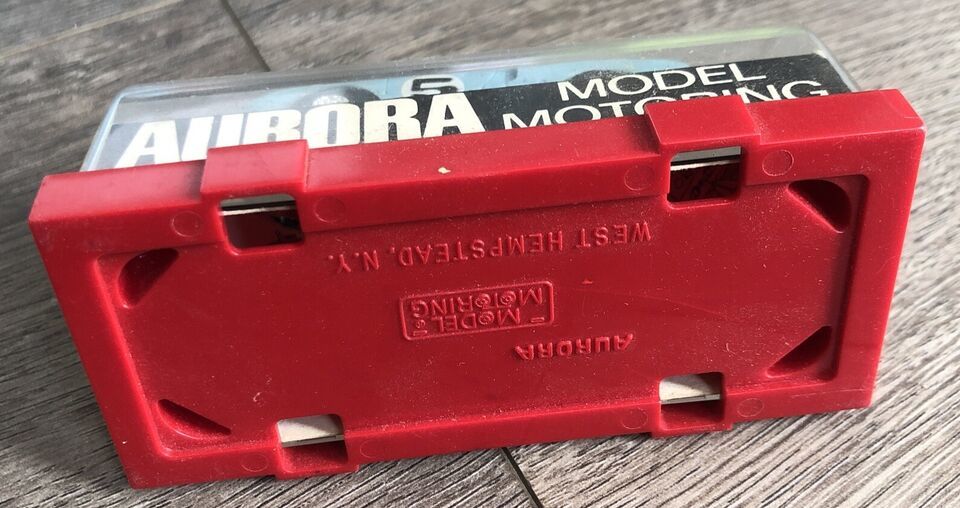 5
AURORA MODEL
MOTORING
WEST HEMPSTEAD, N.Y.
MODEL
MOTORING
AURORA